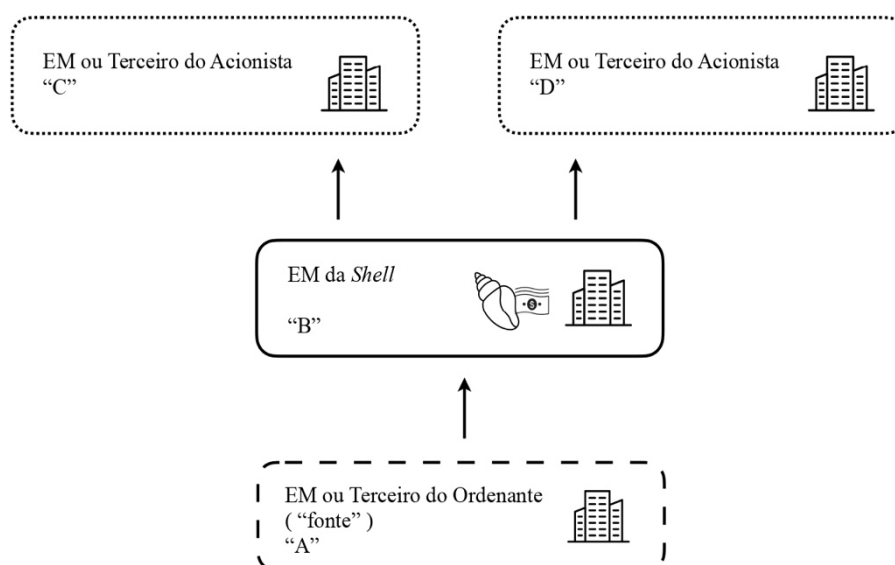 EM ou Terceiro do Acionista
“C”
EM ou Terceiro do Acionista
“D”
EM da Shell
“B”
EM ou Terceiro do Ordenante
( “fonte” )
“A”